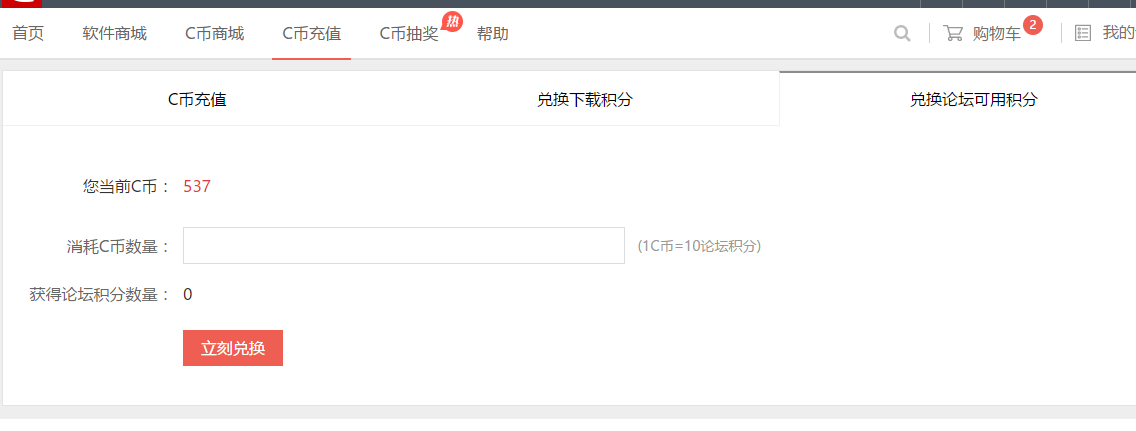 首页 软件商城 C币商城 C币充值 C币抽奖 热 帮助 购物车 2 我的
C币充值 兑换下载积分 兑换论坛可用积分
您当前C币： 537
消耗C币数量： (1C币=10论坛积分)
获得论坛积分数量： 0
立刻兑换